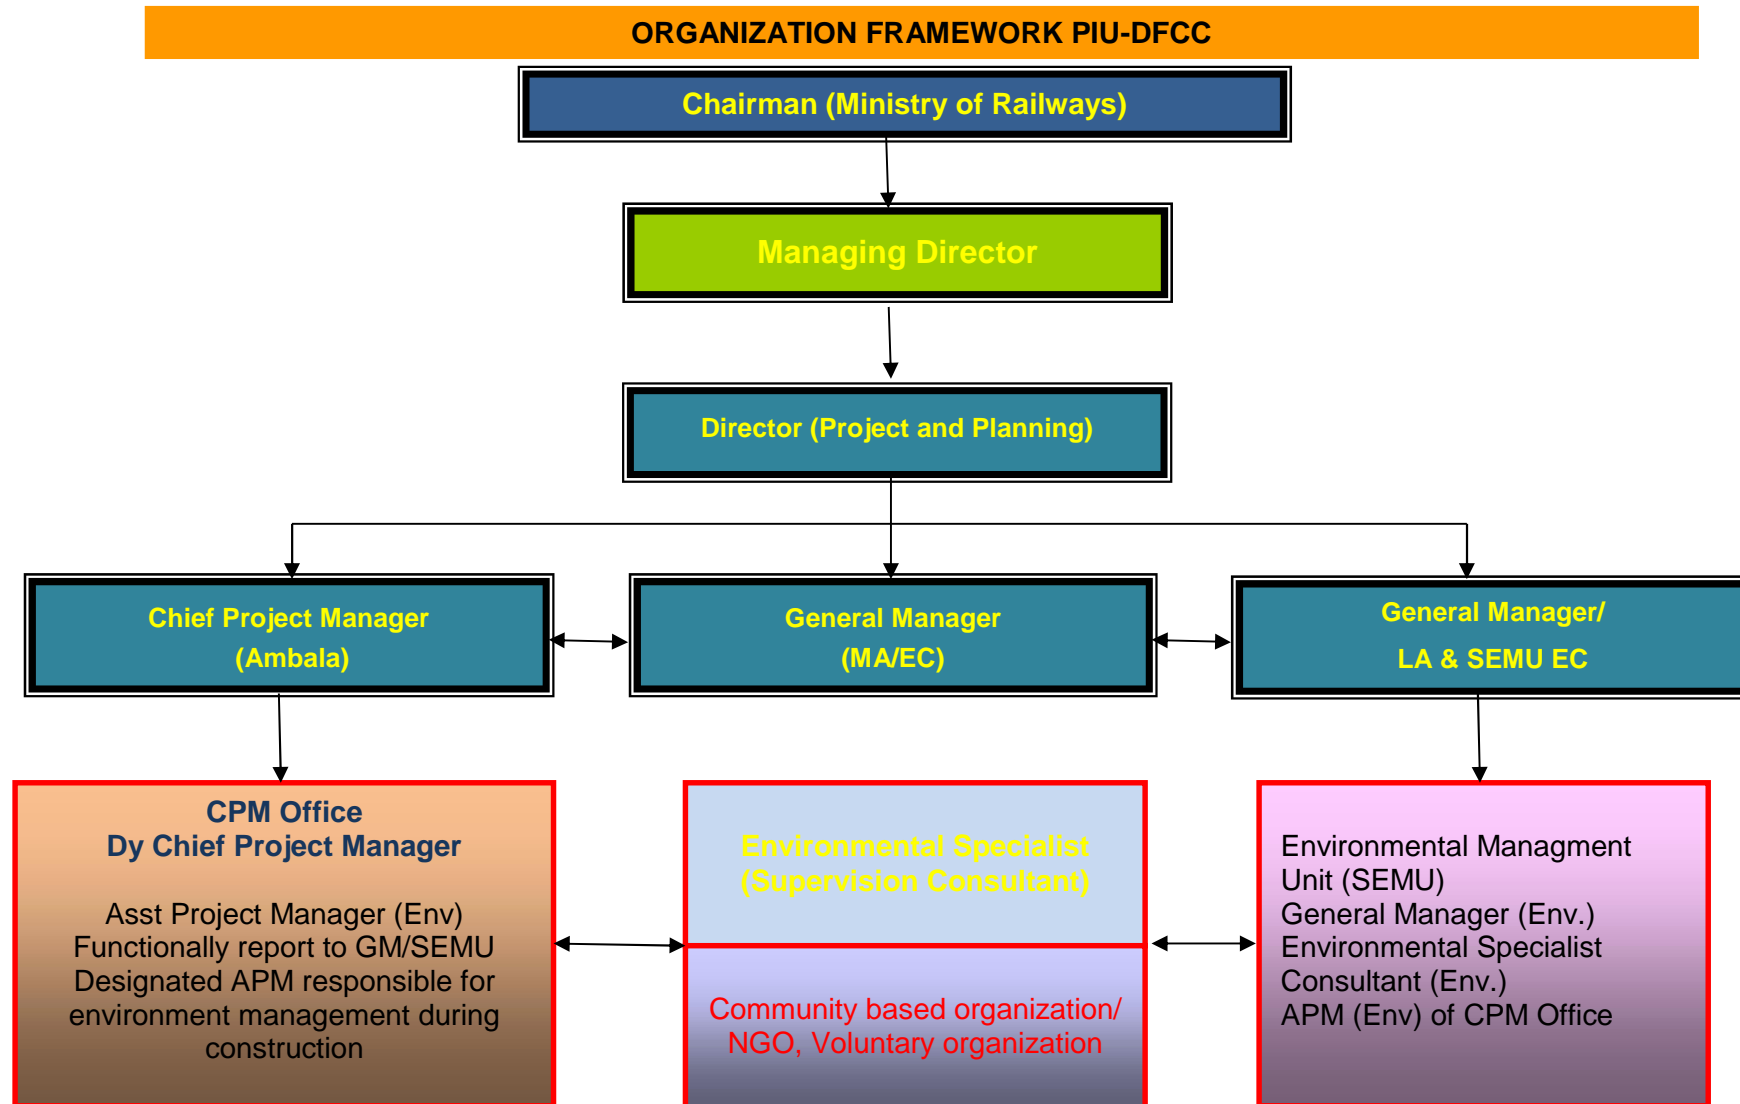 ORGANIZATION FRAMEWORK PIU-DFCC
Chairman (Ministry of Railways)
Managing Director
Director (Project and Planning)
Chief Project Manager
(Ambala)
General Manager
(MA/EC)
General Manager/
LA & SEMU EC
CPM Office
Dy Chief Project Manager
Asst Project Manager (Env)
Functionally report to GM/SEMU
Designated APM responsible for
environment management during
construction
Environmental Specialist
(Supervision Consultant)
Community based organization/
NGO, Voluntary organization
Environmental Managment
Unit (SEMU)
General Manager (Env.)
Environmental Specialist
Consultant (Env.)
APM (Env) of CPM Office